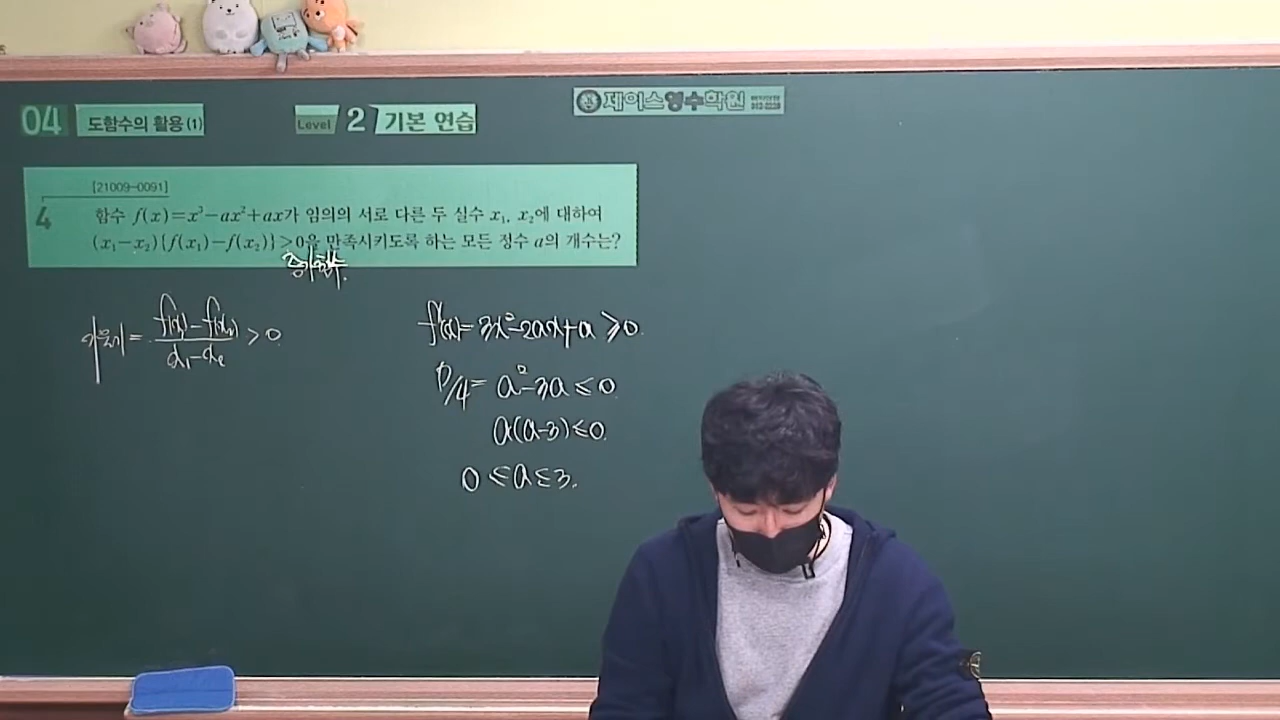 04 도함수의 활용 (1)
Level 2 기본 연습
제이스영수학원
[21009-0091]
4 함수 f(x)=x³-ax²+ax가 임의의 서로 다른 두 실수 x₁, x₂에 대하여
(x₁-x₂){f(x₁)-f(x₂)}>0을 만족시키도록 하는 모든 정수 a의 개수는?
증가함수.
기울기 = f(x₁)-f(x₂) / x₁-x₂ > 0.
f'(x)= 3x²-2ax+a ≥0.
D/4= a²-3a ≤0.
a(a-3)≤0.
0 ≤a≤3.